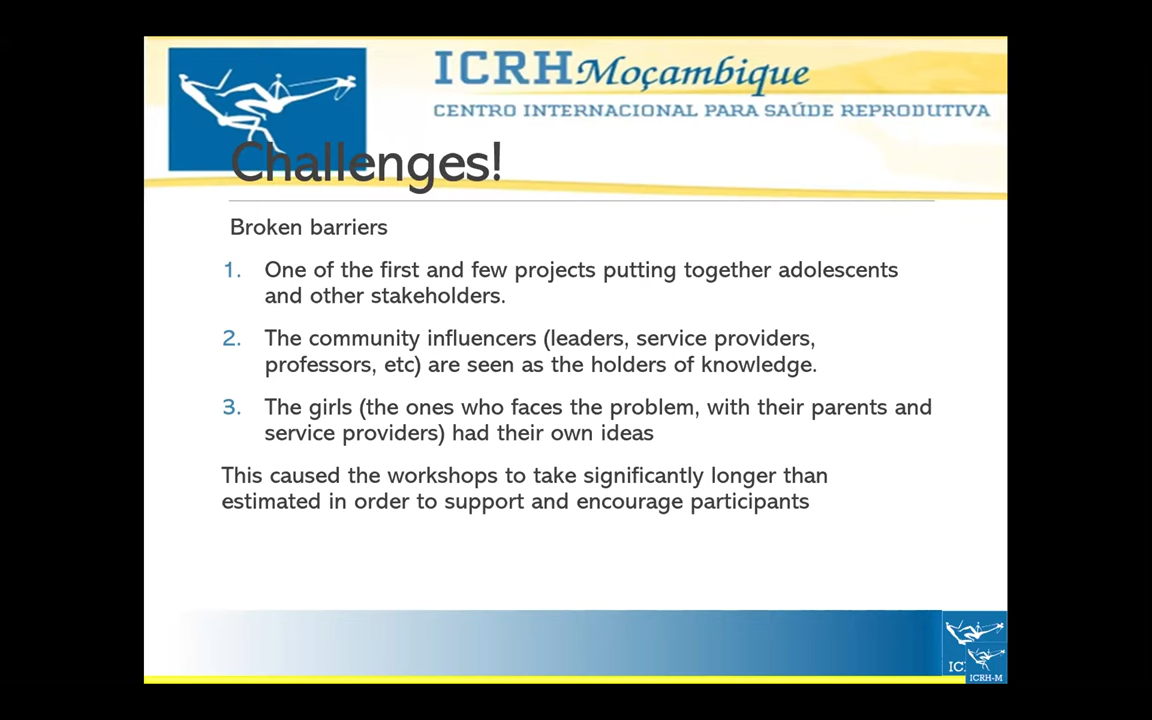 ICRH Moçambique
CENTRO INTERNACIONAL PARA SAÚDE REPRODUTIVA
Challenges!
Broken barriers
1. One of the first and few projects putting together adolescents
and other stakeholders.
2. The community influencers (leaders, service providers,
professors, etc) are seen as the holders of knowledge.
3. The girls (the ones who faces the problem, with their parents and
service providers) had their own ideas
This caused the workshops to take significantly longer than
estimated in order to support and encourage participants
IC
ICRH-M